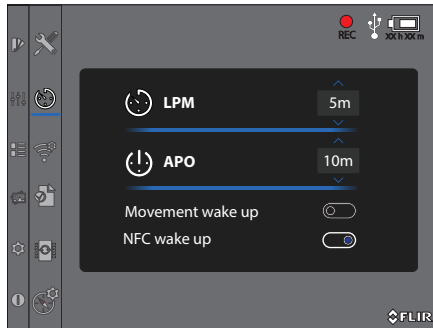 REC
XX h XX m
LPM
5m
APO
10m
Movement wake up
NFC wake up
FLIR